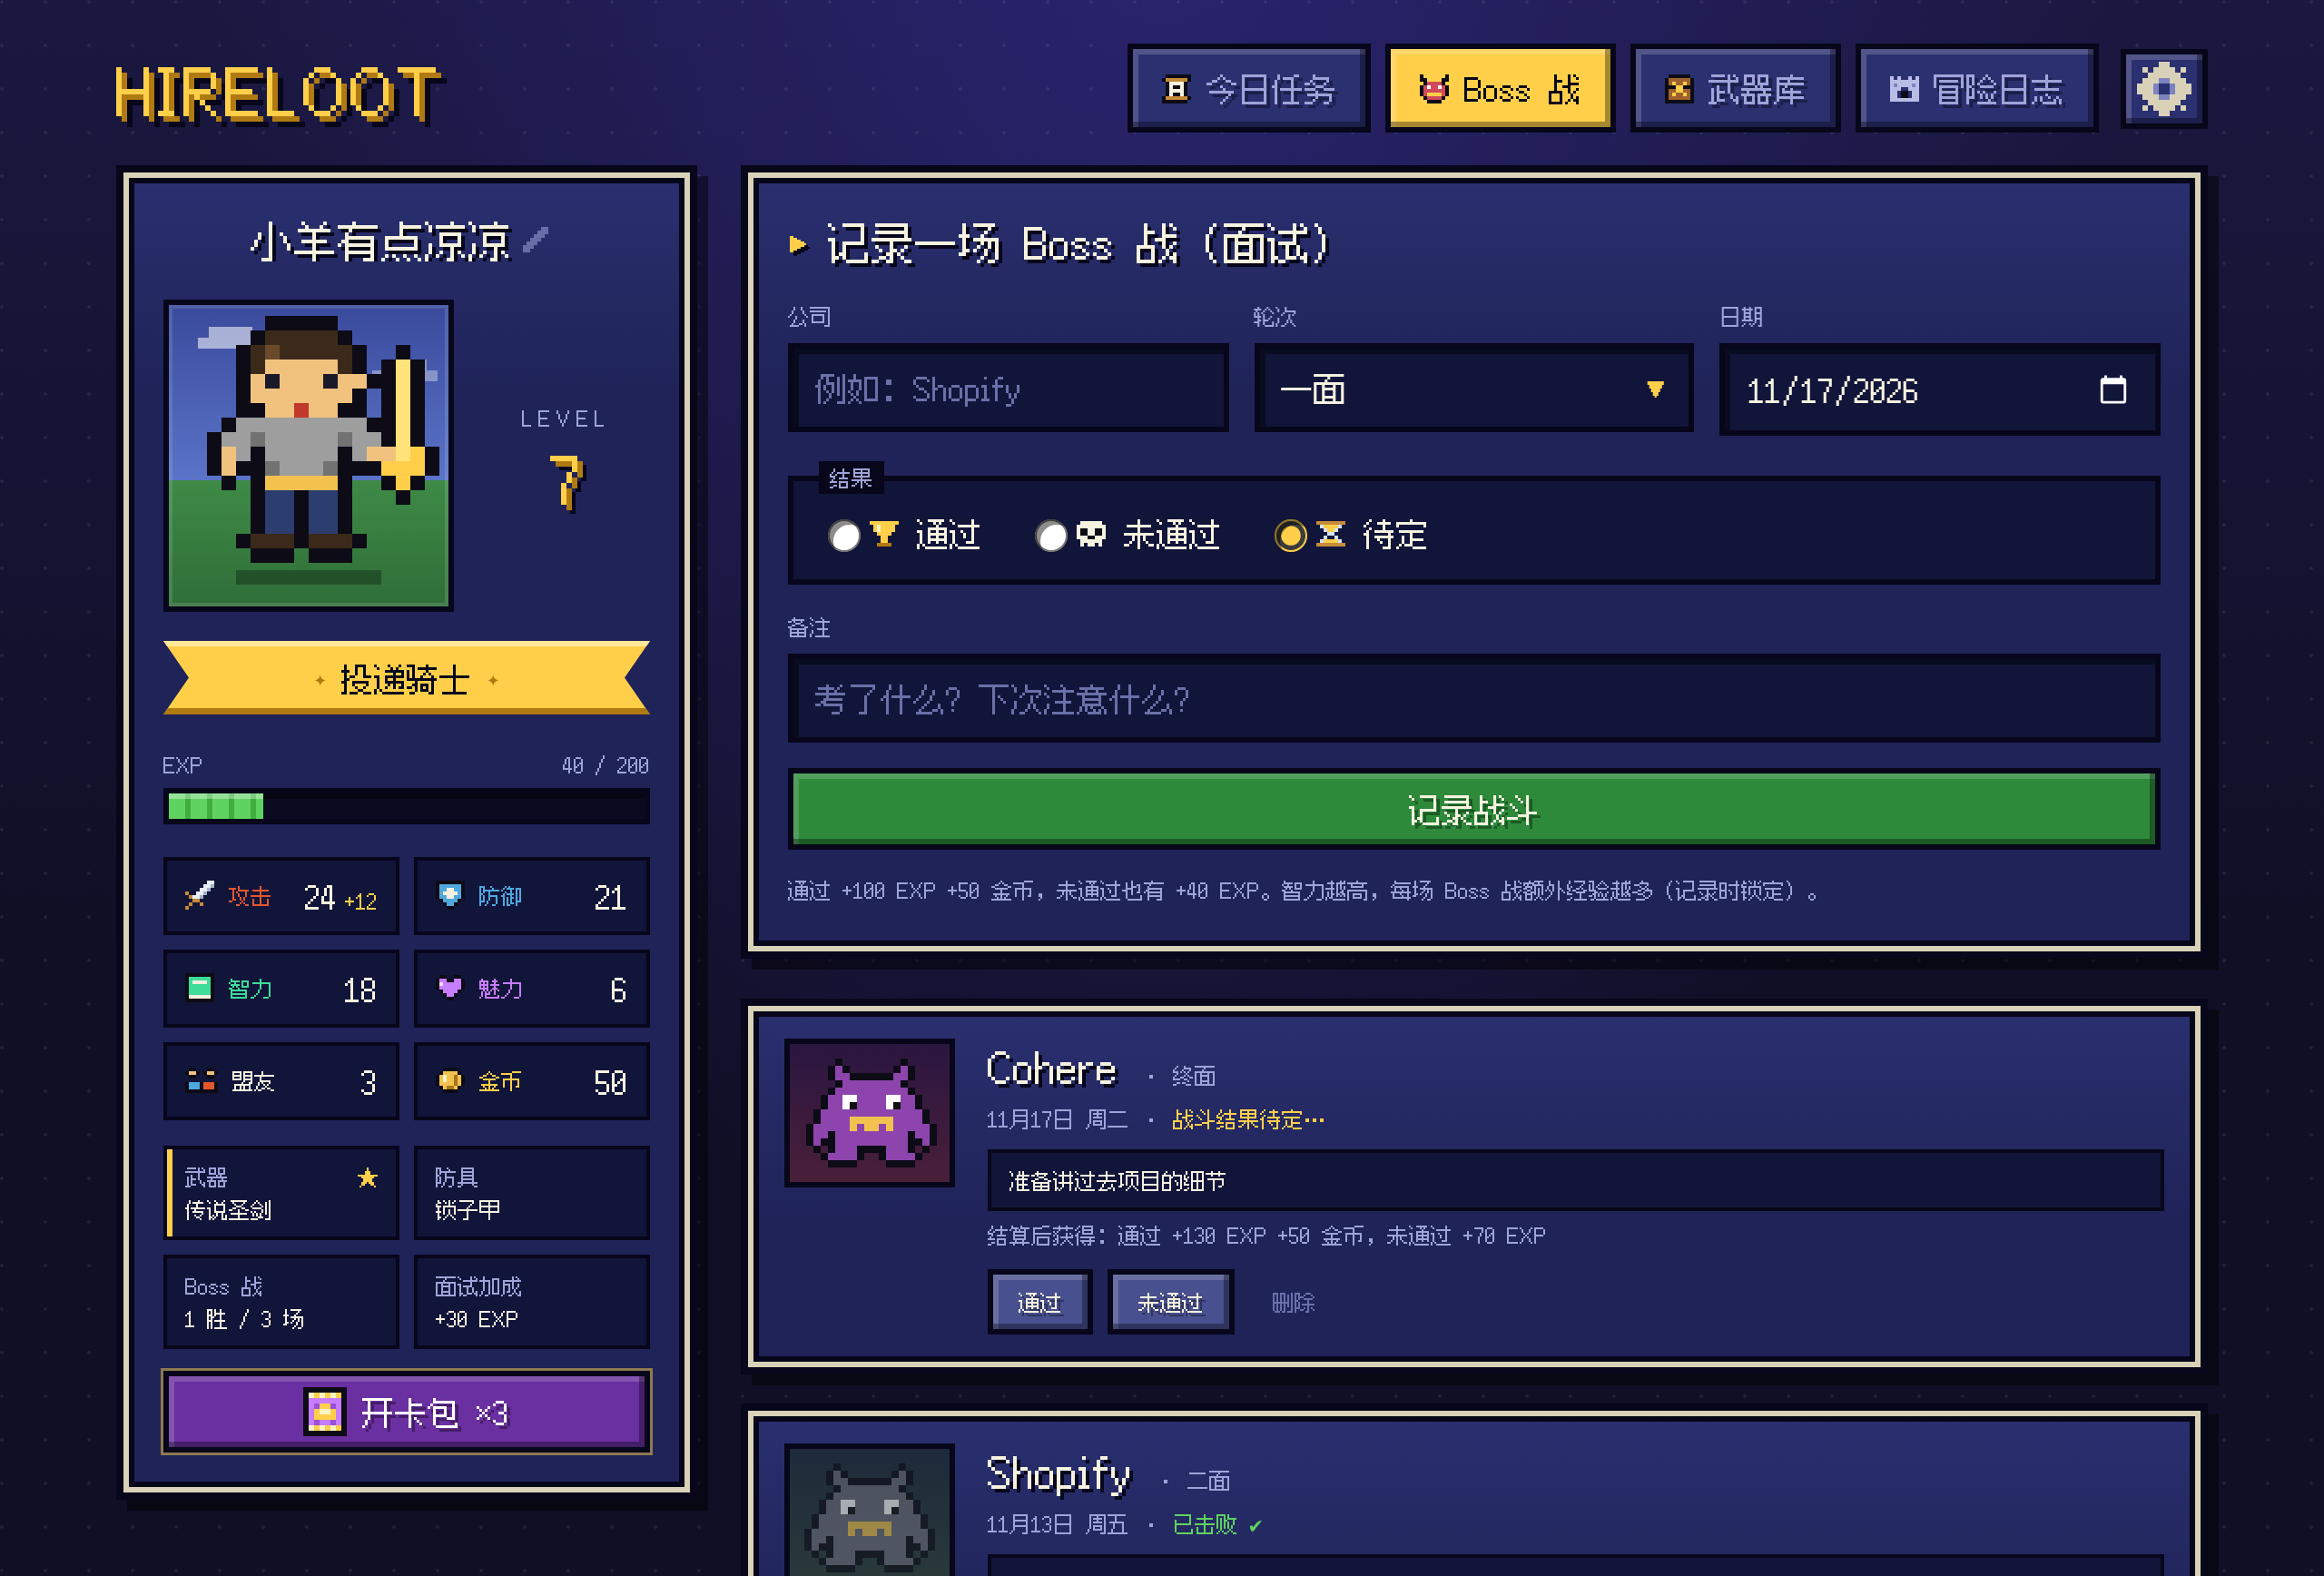 HIRELOOT
今日任务
Boss 战
武器库
冒险日志
小羊有点凉凉
LEVEL
7
投递骑士
EXP 40 / 200
攻击 24 +12
防御 21
智力 18
魅力 6
盟友 3
金币 50
武器 ★
传说圣剑
防具
锁子甲
Boss 战
1 胜 / 3 场
面试加成
+30 EXP
开卡包 ×3
▶ 记录一场 Boss 战（面试）
公司
例如：Shopify
轮次
一面
日期
11/17/2026
结果
通过
未通过
待定
备注
考了什么？下次注意什么？
记录战斗
通过 +100 EXP +50 金币，未通过也有 +40 EXP。智力越高，每场 Boss 战额外经验越多（记录时锁定）。
Cohere · 终面
11月17日 周二 · 战斗结果待定…
准备讲过去项目的细节
结算后获得：通过 +130 EXP +50 金币，未通过 +70 EXP
通过
未通过
删除
Shopify · 二面
11月13日 周五 · 已击败 ✔